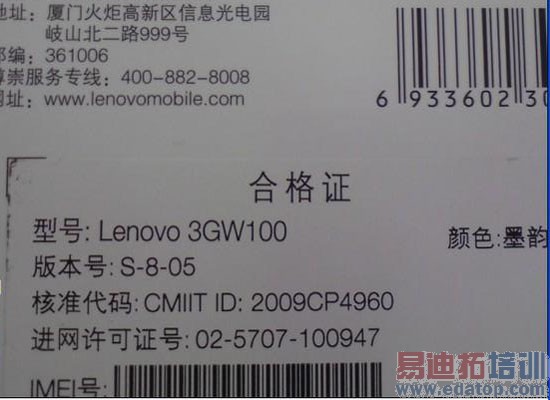 地址: 厦门火炬高新区信息光电园
岐山北二路999号
邮编: 361006
尊崇服务专线: 400-882-8008
网址: www.lenovomobile.com
6 933602 30
合格证
型号: Lenovo 3GW100
颜色:墨韵
版本号: S-8-05
核准代码: CMIIT ID: 2009CP4960
进网许可证号: 02-5707-100947
IMEI号:
易迪拓培训
www.edatop.com